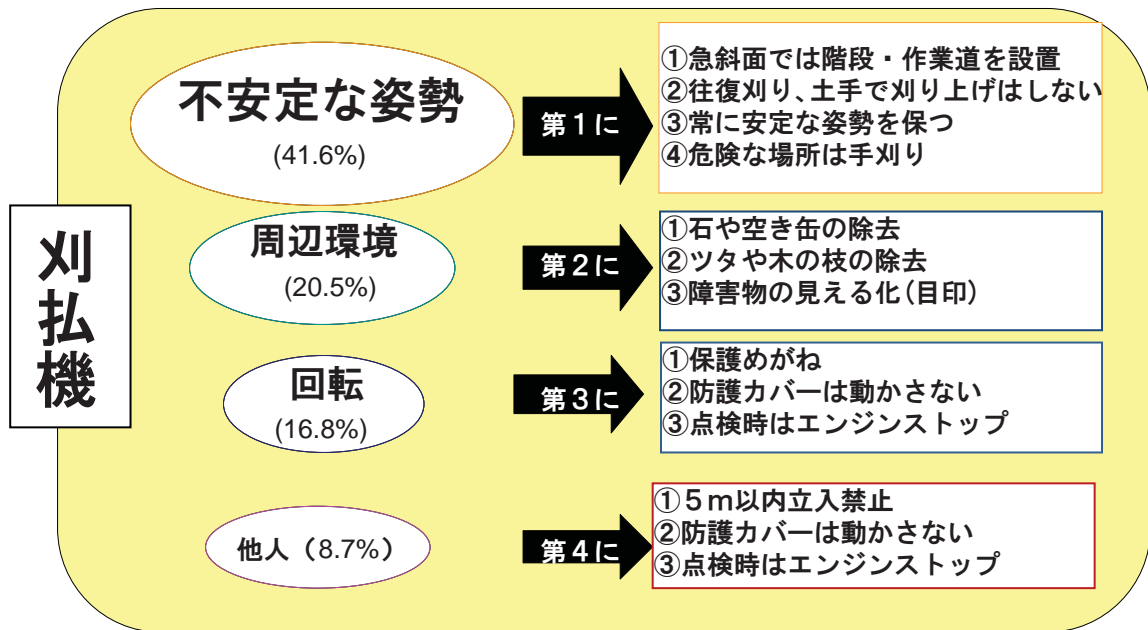 刈払機
不安定な姿勢
(41.6%)
第1に
①急斜面では階段・作業道を設置
②往復刈り、土手で刈り上げはしない
③常に安定な姿勢を保つ
④危険な場所は手刈り
周辺環境
(20.5%)
第2に
①石や空き缶の除去
②ツタや木の枝の除去
③障害物の見える化(目印)
回転
(16.8%)
第3に
①保護めがね
②防護カバーは動かさない
③点検時はエンジンストップ
他人（8.7%）
第4に
①5m以内立入禁止
②防護カバーは動かさない
③点検時はエンジンストップ